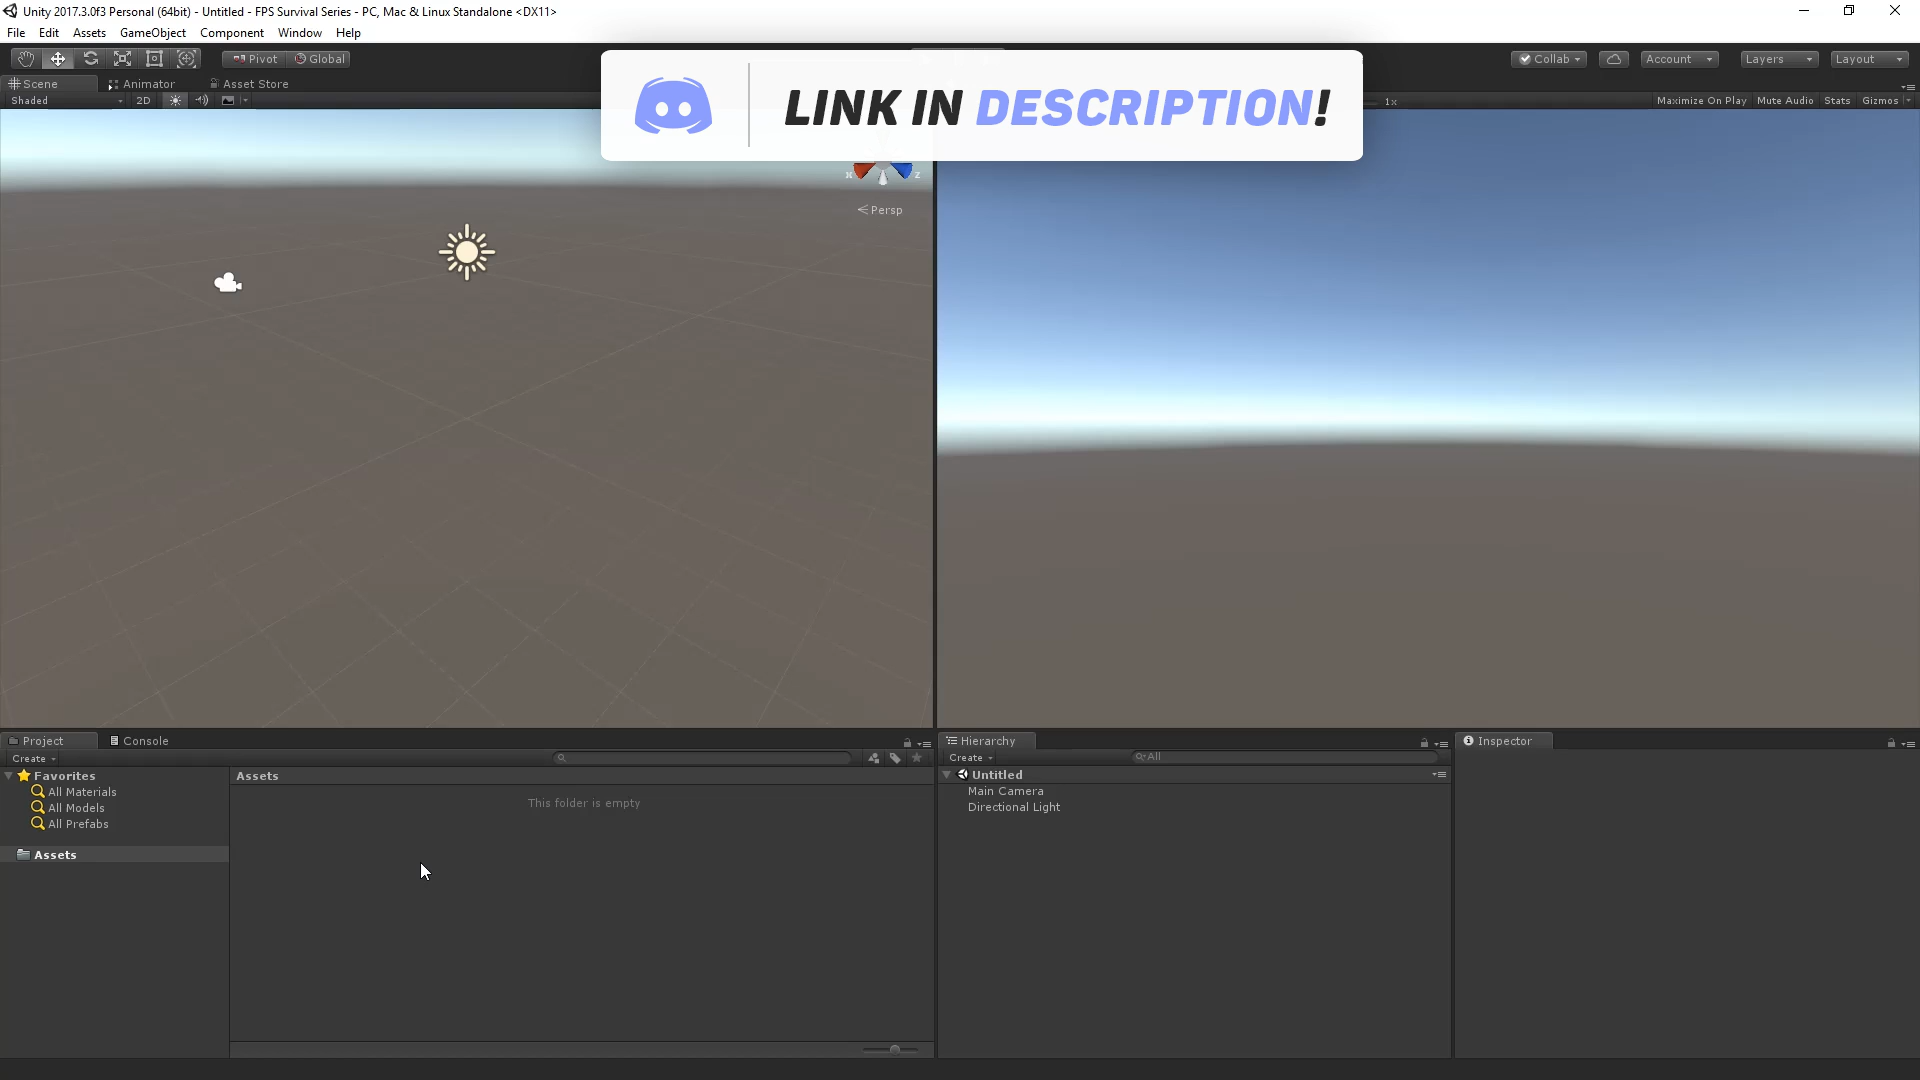 Unity 2017.3.0f3 Personal (64bit) - Untitled - FPS Survival Series - PC, Mac & Linux Standalone <DX11>
File Edit Assets GameObject Component Window Help
Pivot Global Collab Account Layers Layout
Scene Animator Asset Store
Shaded 2D 1x Maximize On Play Mute Audio Stats Gizmos
LINK IN DESCRIPTION!
x z
Persp
Project Console Hierarchy Inspector
Create Create All
Favorites
All Materials
All Models
All Prefabs
Assets
Assets
This folder is empty
Untitled
Main Camera
Directional Light